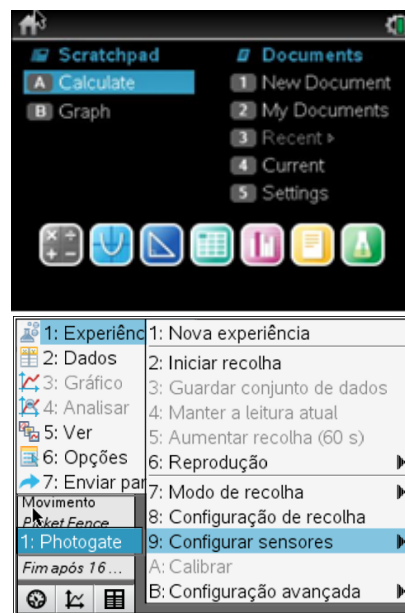 Scratchpad
Documents
A Calculate
1 New Document
B Graph
2 My Documents
3 Recent ▸
4 Current
5 Settings
1: Experiênc
1: Nova experiência
2: Dados
2: Iniciar recolha
3: Gráfico
3: Guardar conjunto de dados
4: Analisar
4: Manter a leitura atual
5: Ver
5: Aumentar recolha (60 s)
6: Opções
6: Reprodução ▸
7: Enviar par
7: Modo de recolha ▸
Movimento
8: Configuração de recolha
Picket Fence
1: Photogate
9: Configurar sensores ▸
Fim após 16 ...
A: Calibrar
B: Configuração avançada ▸